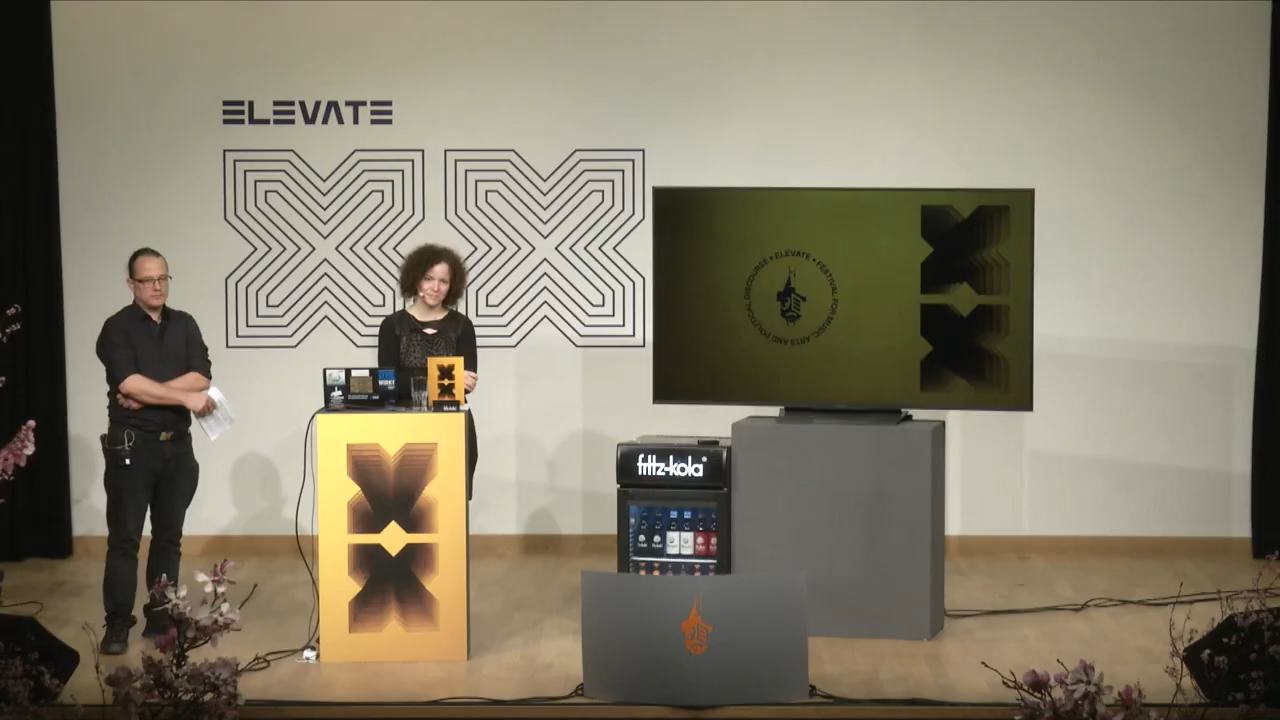 ELEVATE
• ELEVATE • FESTIVAL FOR MUSIC, ARTS AND POLITICAL DISCOURSE
fritz-kola®